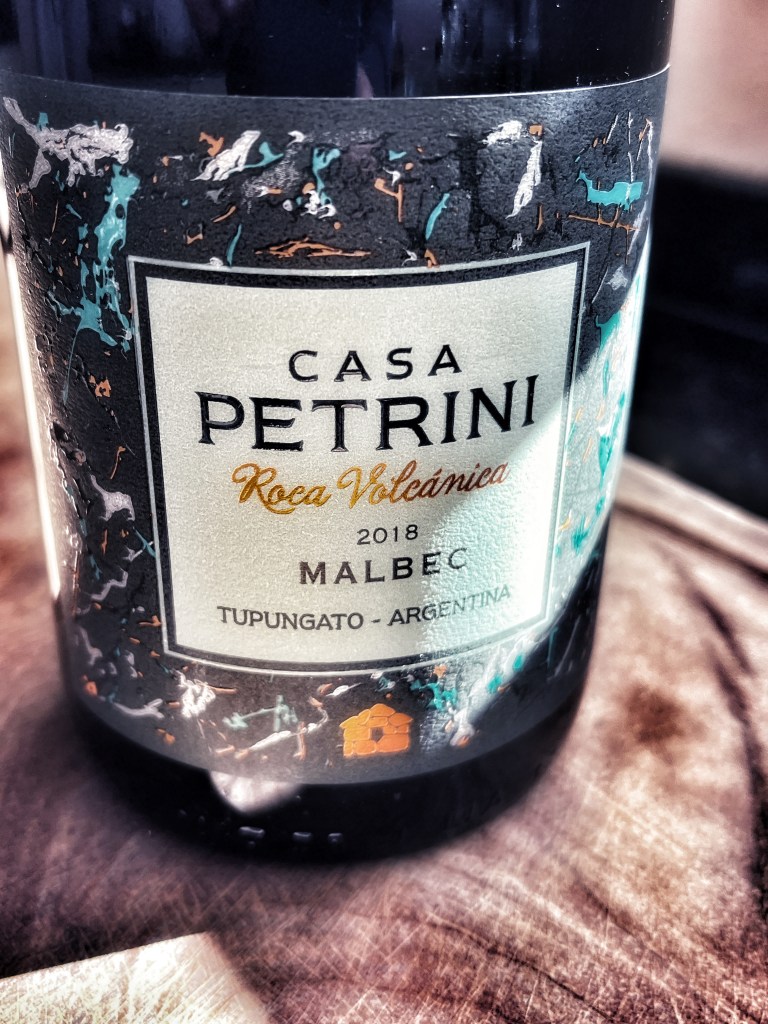 CASA
PETRINI
Roca Volcánica
2018
MALBEC
TUPUNGATO - ARGENTINA